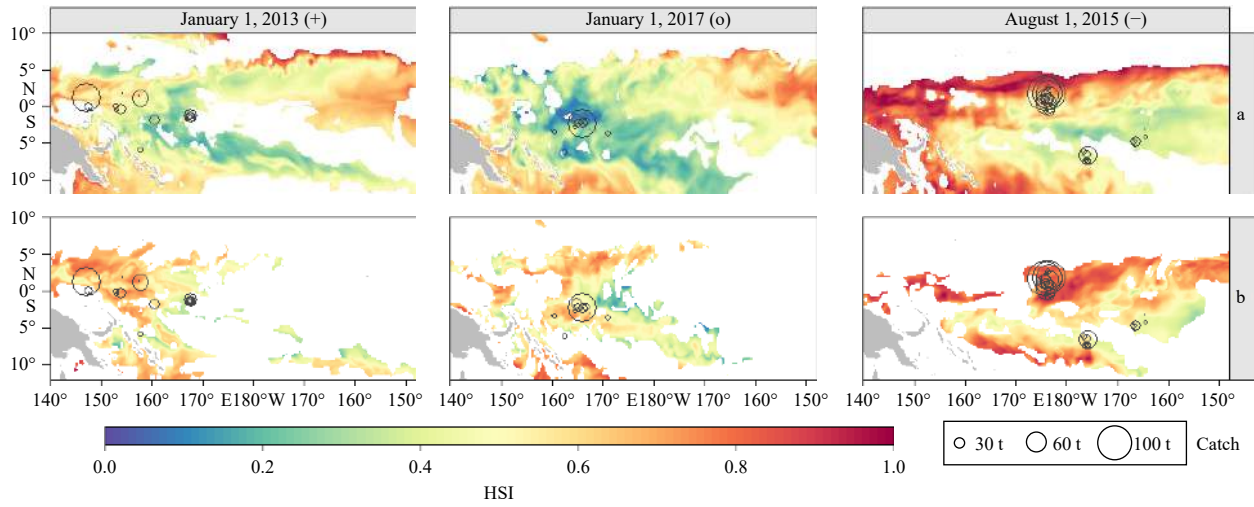 January 1, 2013 (+) January 1, 2017 (o) August 1, 2015 (−)
10°
5°
N
0°
S
5°
10°
a
10°
5°
N
0°
S
5°
10°
b
140° 150° 160° 170° E180°W 170° 160° 150° 140° 150° 160° 170° E180°W 170° 160° 150° 140° 150° 160° 170° E180°W 170° 160° 150°
0.0 0.2 0.4 0.6 0.8 1.0
HSI
30 t 60 t 100 t Catch